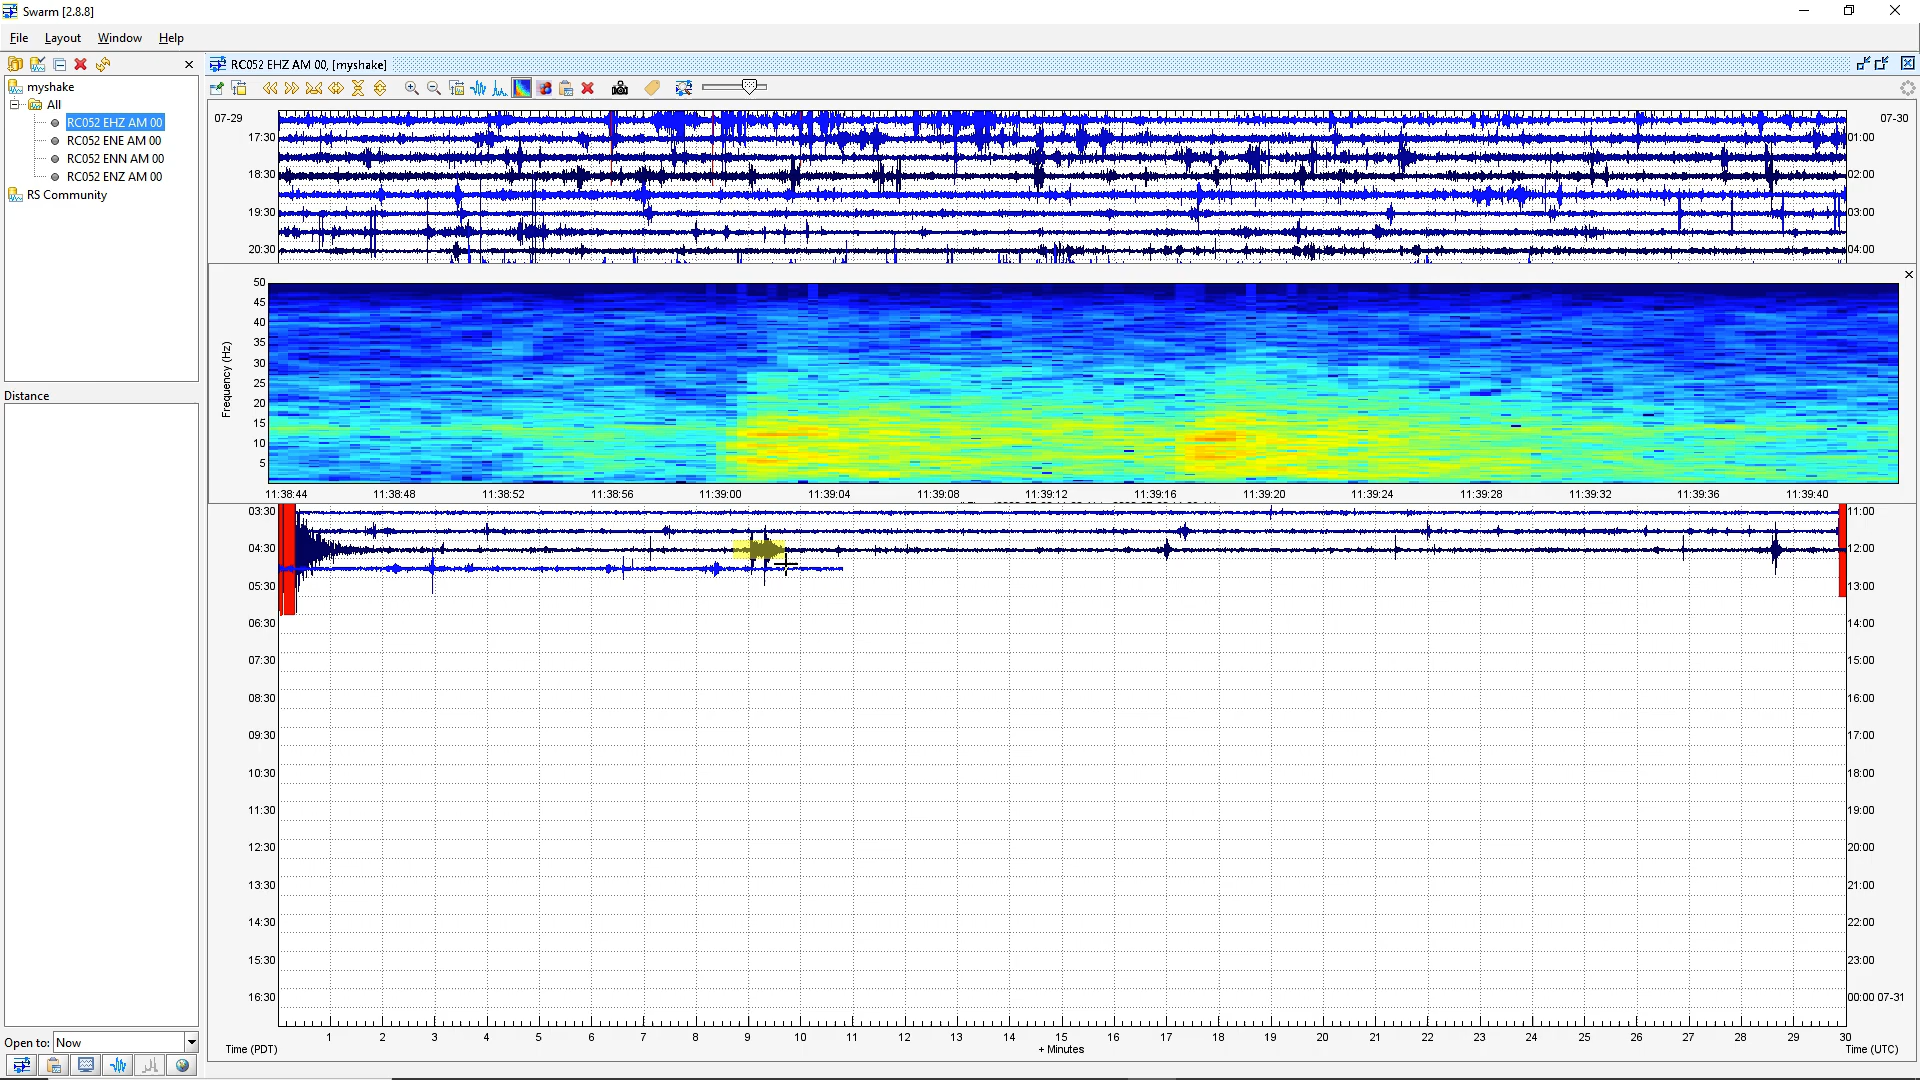 Swarm [2.8.8]
File Layout Window Help
RC052 EHZ AM 00, [myshake]
myshake
All
RC052 EHZ AM 00
RC052 ENE AM 00
RC052 ENN AM 00
RC052 ENZ AM 00
RS Community
Distance
Open to: Now
07-29 07-30
17:30 01:00
18:30 02:00
19:30 03:00
20:30 04:00
Frequency (Hz)
50
45
40
35
30
25
20
15
10
5
11:38:44 11:38:48 11:38:52 11:38:56 11:39:00 11:39:04 11:39:08 11:39:12 11:39:16 11:39:20 11:39:24 11:39:28 11:39:32 11:39:36 11:39:40
03:30 11:00
04:30 12:00
05:30 13:00
06:30 14:00
07:30 15:00
08:30 16:00
09:30 17:00
10:30 18:00
11:30 19:00
12:30 20:00
13:30 21:00
14:30 22:00
15:30 23:00
16:30 00:00 07-31
1 2 3 4 5 6 7 8 9 10 11 12 13 14 15 16 17 18 19 20 21 22 23 24 25 26 27 28 29 30
Time (PDT) + Minutes Time (UTC)